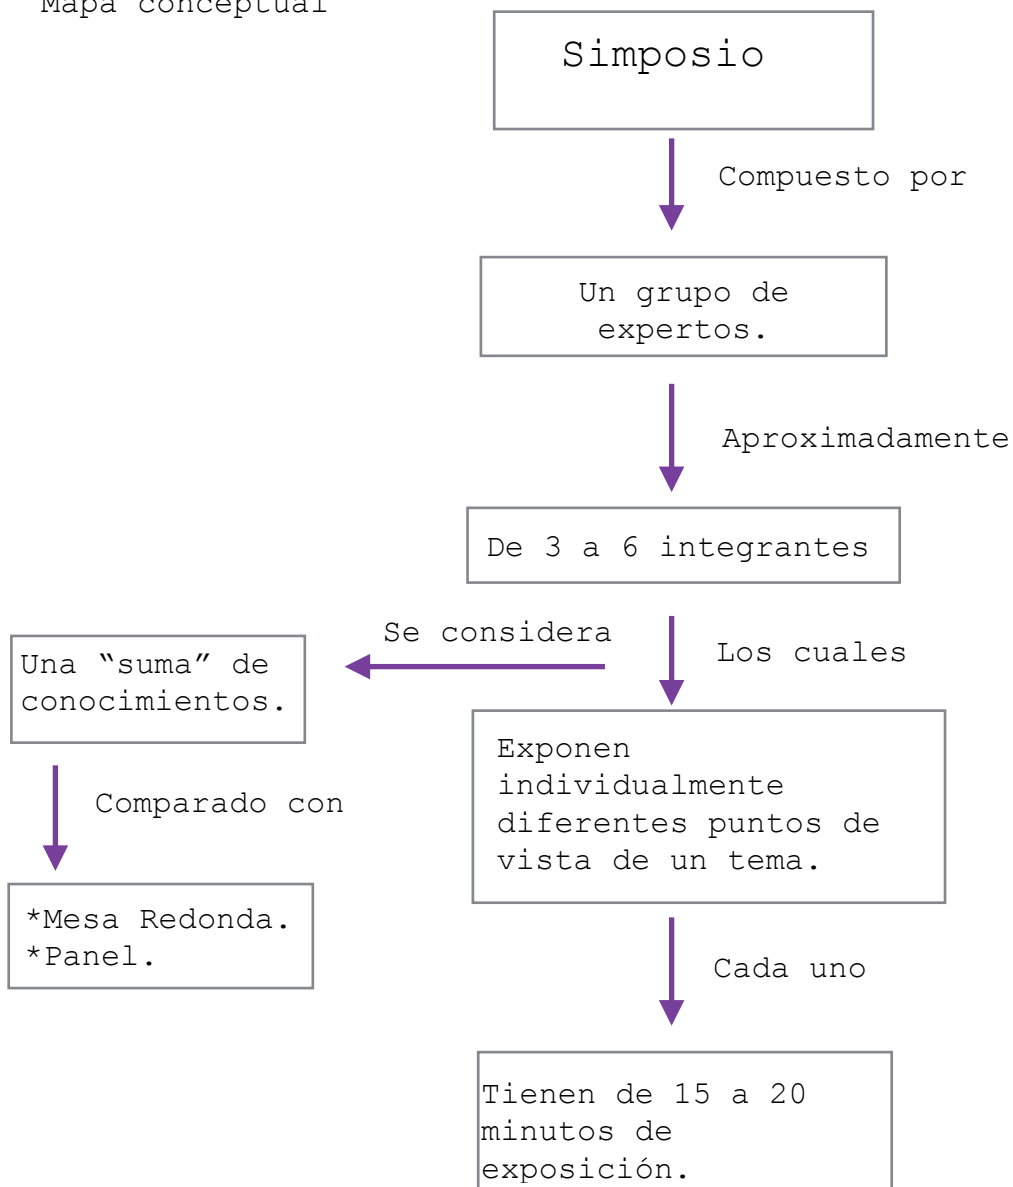 Mapa conceptual
Simposio
Compuesto por
Un grupo de
expertos.
Aproximadamente
De 3 a 6 integrantes
Se considera
Los cuales
Una “suma” de
conocimientos.
Exponen
individualmente
diferentes puntos de
vista de un tema.
Comparado con
*Mesa Redonda.
*Panel.
Cada uno
Tienen de 15 a 20
minutos de
exposición.